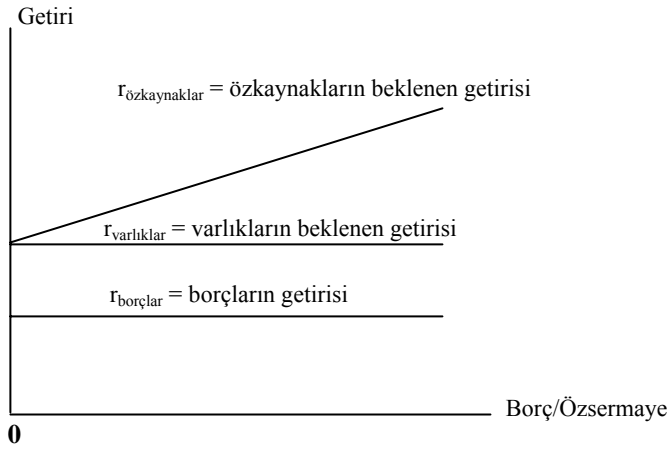 Getiri
rözkaynaklar = özkaynakların beklenen getirisi
rvarlıklar = varlıkların beklenen getirisi
rborçlar = borçların getirisi
Borç/Özsermaye
0